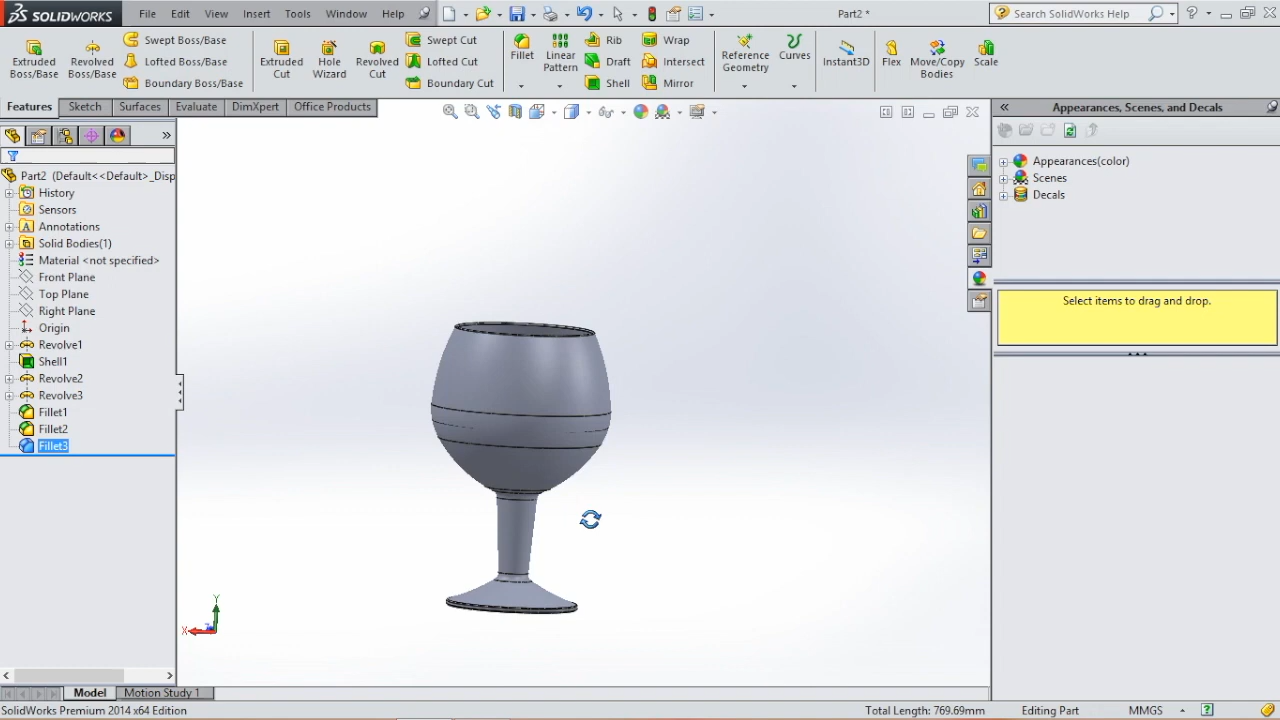 SOLIDWORKS File Edit View Insert Tools Window Help Part2 * Search SolidWorks Help
Extruded Boss/Base
Revolved Boss/Base
Swept Boss/Base
Lofted Boss/Base
Boundary Boss/Base
Extruded Cut
Hole Wizard
Revolved Cut
Swept Cut
Lofted Cut
Boundary Cut
Fillet
Linear Pattern
Rib
Draft
Shell
Wrap
Intersect
Mirror
Reference Geometry
Curves
Instant3D
Flex
Move/Copy Bodies
Scale
Features Sketch Surfaces Evaluate DimXpert Office Products
Appearances, Scenes, and Decals
Part2 (Default<<Default>_Disp
History
Sensors
Annotations
Solid Bodies(1)
Material <not specified>
Front Plane
Top Plane
Right Plane
Origin
Revolve1
Shell1
Revolve2
Revolve3
Fillet1
Fillet2
Fillet3
Appearances(color)
Scenes
Decals
Select items to drag and drop.
Y
X
Z
Model Motion Study 1
SolidWorks Premium 2014 x64 Edition Total Length: 769.69mm Editing Part MMGS